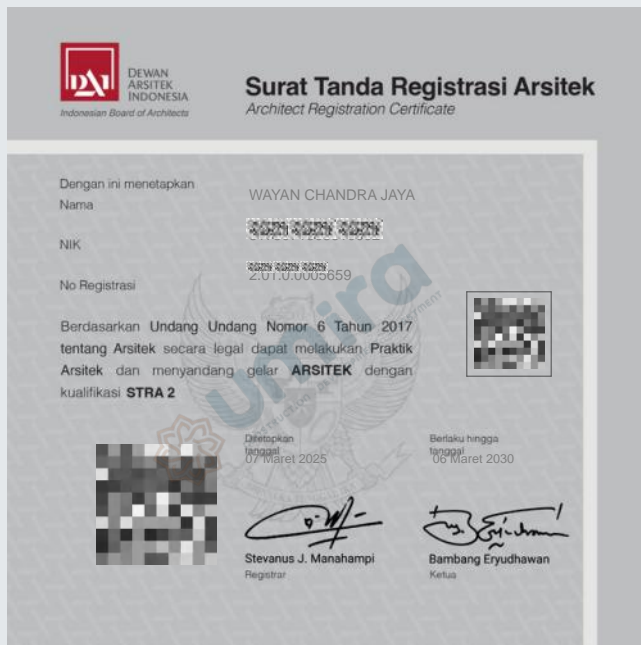 DEWAN
ARSITEK
INDONESIA
Indonesian Board of Architects
Surat Tanda Registrasi Arsitek
Architect Registration Certificate
Dengan ini menetapkan
Nama
WAYAN CHANDRA JAYA
NIK
No Registrasi
2.01.0.0005659
Berdasarkan Undang Undang Nomor 6 Tahun 2017
tentang Arsitek secara legal dapat melakukan Praktik
Arsitek dan menyandang gelar ARSITEK dengan
kualifikasi STRA 2
umira
Ditetapkan
tanggal
07 Maret 2025
Berlaku hingga
tanggal
06 Maret 2030
Stevanus J. Manahampi
Registrar
Bambang Eryudhawan
Ketua